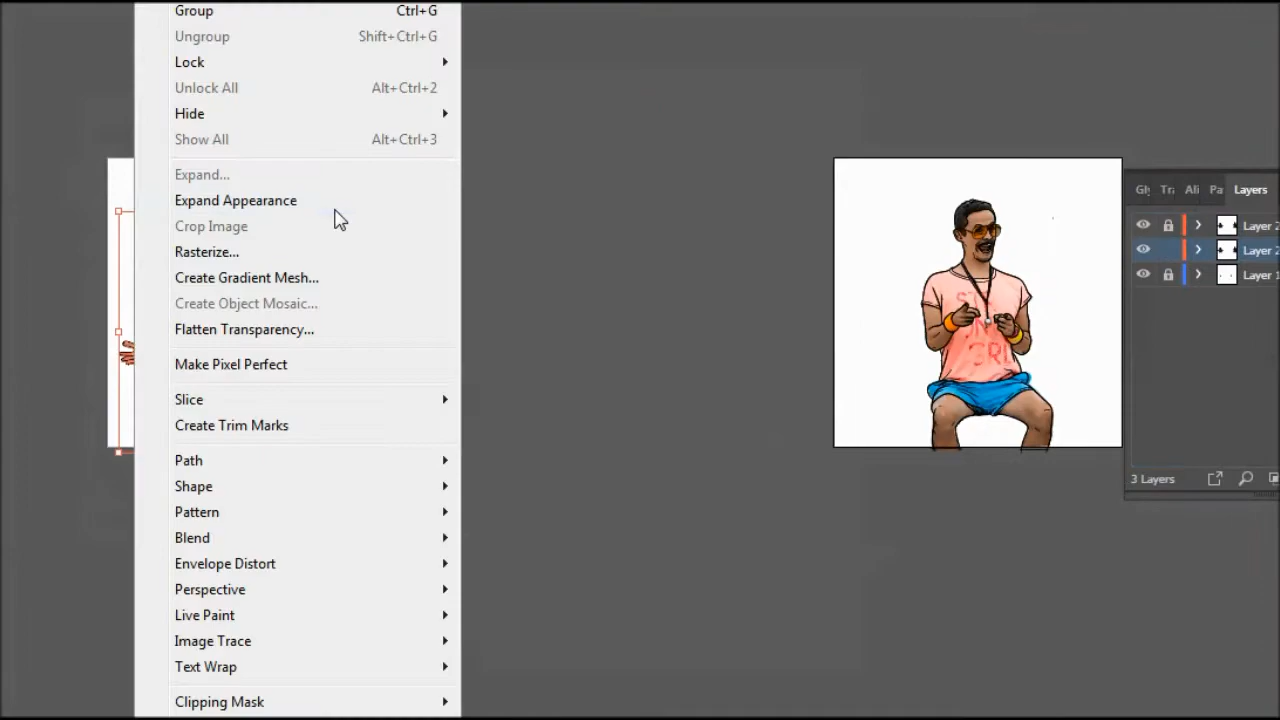 Group Ctrl+G
Ungroup Shift+Ctrl+G
Lock
Unlock All Alt+Ctrl+2
Hide
Show All Alt+Ctrl+3
Expand...
Expand Appearance
Crop Image
Rasterize...
Create Gradient Mesh...
Create Object Mosaic...
Flatten Transparency...
Make Pixel Perfect
Slice
Create Trim Marks
Path
Shape
Pattern
Blend
Envelope Distort
Perspective
Live Paint
Image Trace
Text Wrap
Clipping Mask
Gl Tr Ali Pa Layers
Layer 2
Layer 2
Layer 1
3 Layers